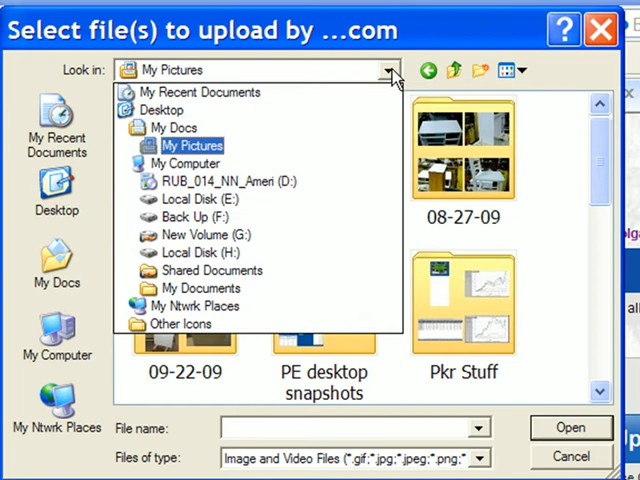 Select file(s) to upload by ...com
Look in:
My Pictures
My Recent Documents
Desktop
My Docs
My Pictures
My Computer
RUB_014_NN_Ameri (D:)
Local Disk (E:)
Back Up (F:)
New Volume (G:)
Local Disk (H:)
Shared Documents
My Documents
My Ntwrk Places
Other Icons
My Recent
Documents
Desktop
My Docs
My Computer
My Ntwrk Places
08-27-09
09-22-09
PE desktop
snapshots
Pkr Stuff
File name:
Open
Files of type:
Image and Video Files (*.gif;*.jpg;*.jpeg;*.png;*
Cancel